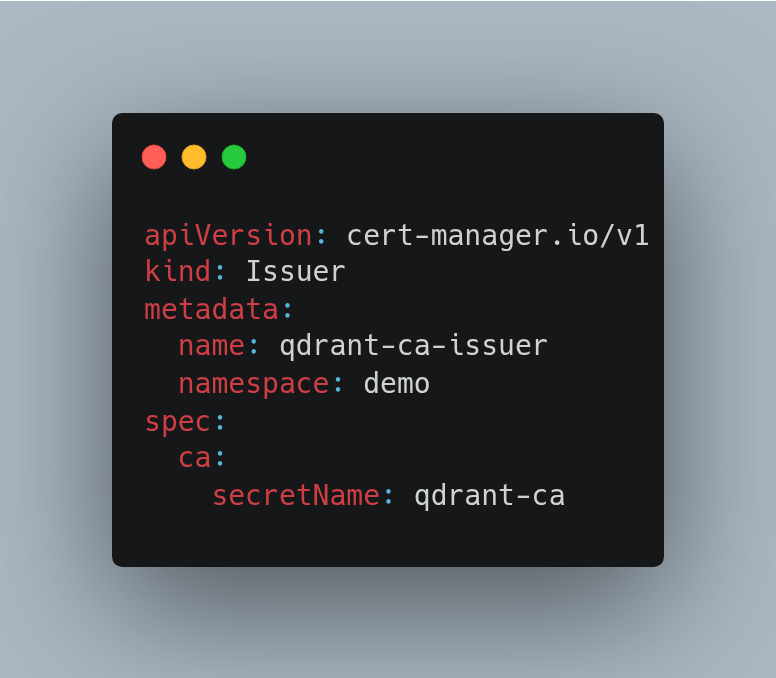 apiVersion: cert-manager.io/v1
kind: Issuer
metadata:
  name: qdrant-ca-issuer
  namespace: demo
spec:
  ca:
    secretName: qdrant-ca